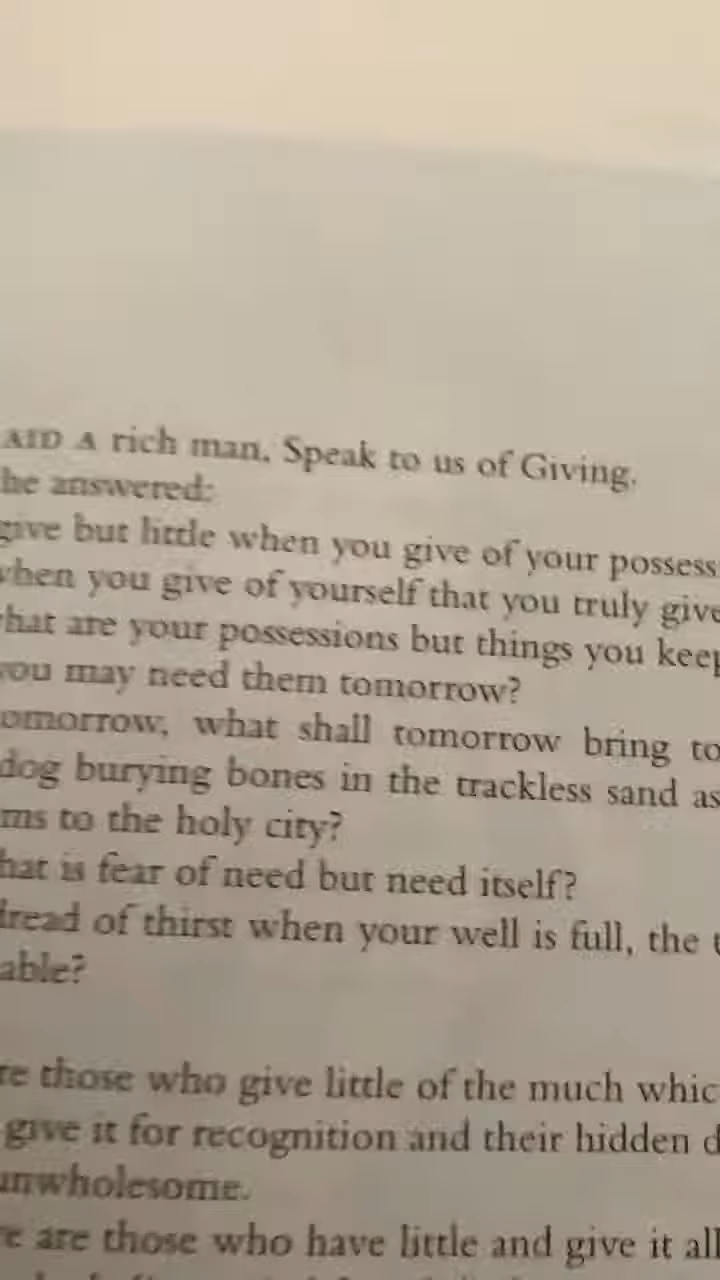 AID A rich man, Speak to us of Giving.
he answered:
give but little when you give of your possess
when you give of yourself that you truly give
hat are your possessions but things you keep
you may need them tomorrow?
omorrow, what shall tomorrow bring to
dog burying bones in the trackless sand as
ms to the holy city?
hat is fear of need but need itself?
dread of thirst when your well is full, the t
able?
re those who give little of the much whic
give it for recognition and their hidden d
unwholesome.
e are those who have little and give it all